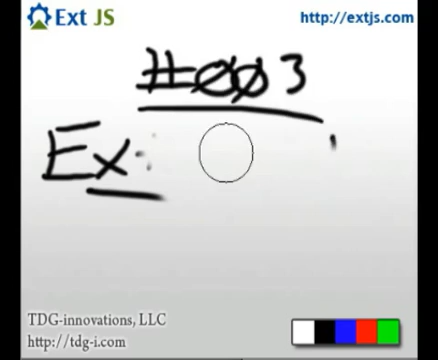 Ext JS http://extjs.com
#003
Ex
TDG-innovations, LLC
http://tdg-i.com